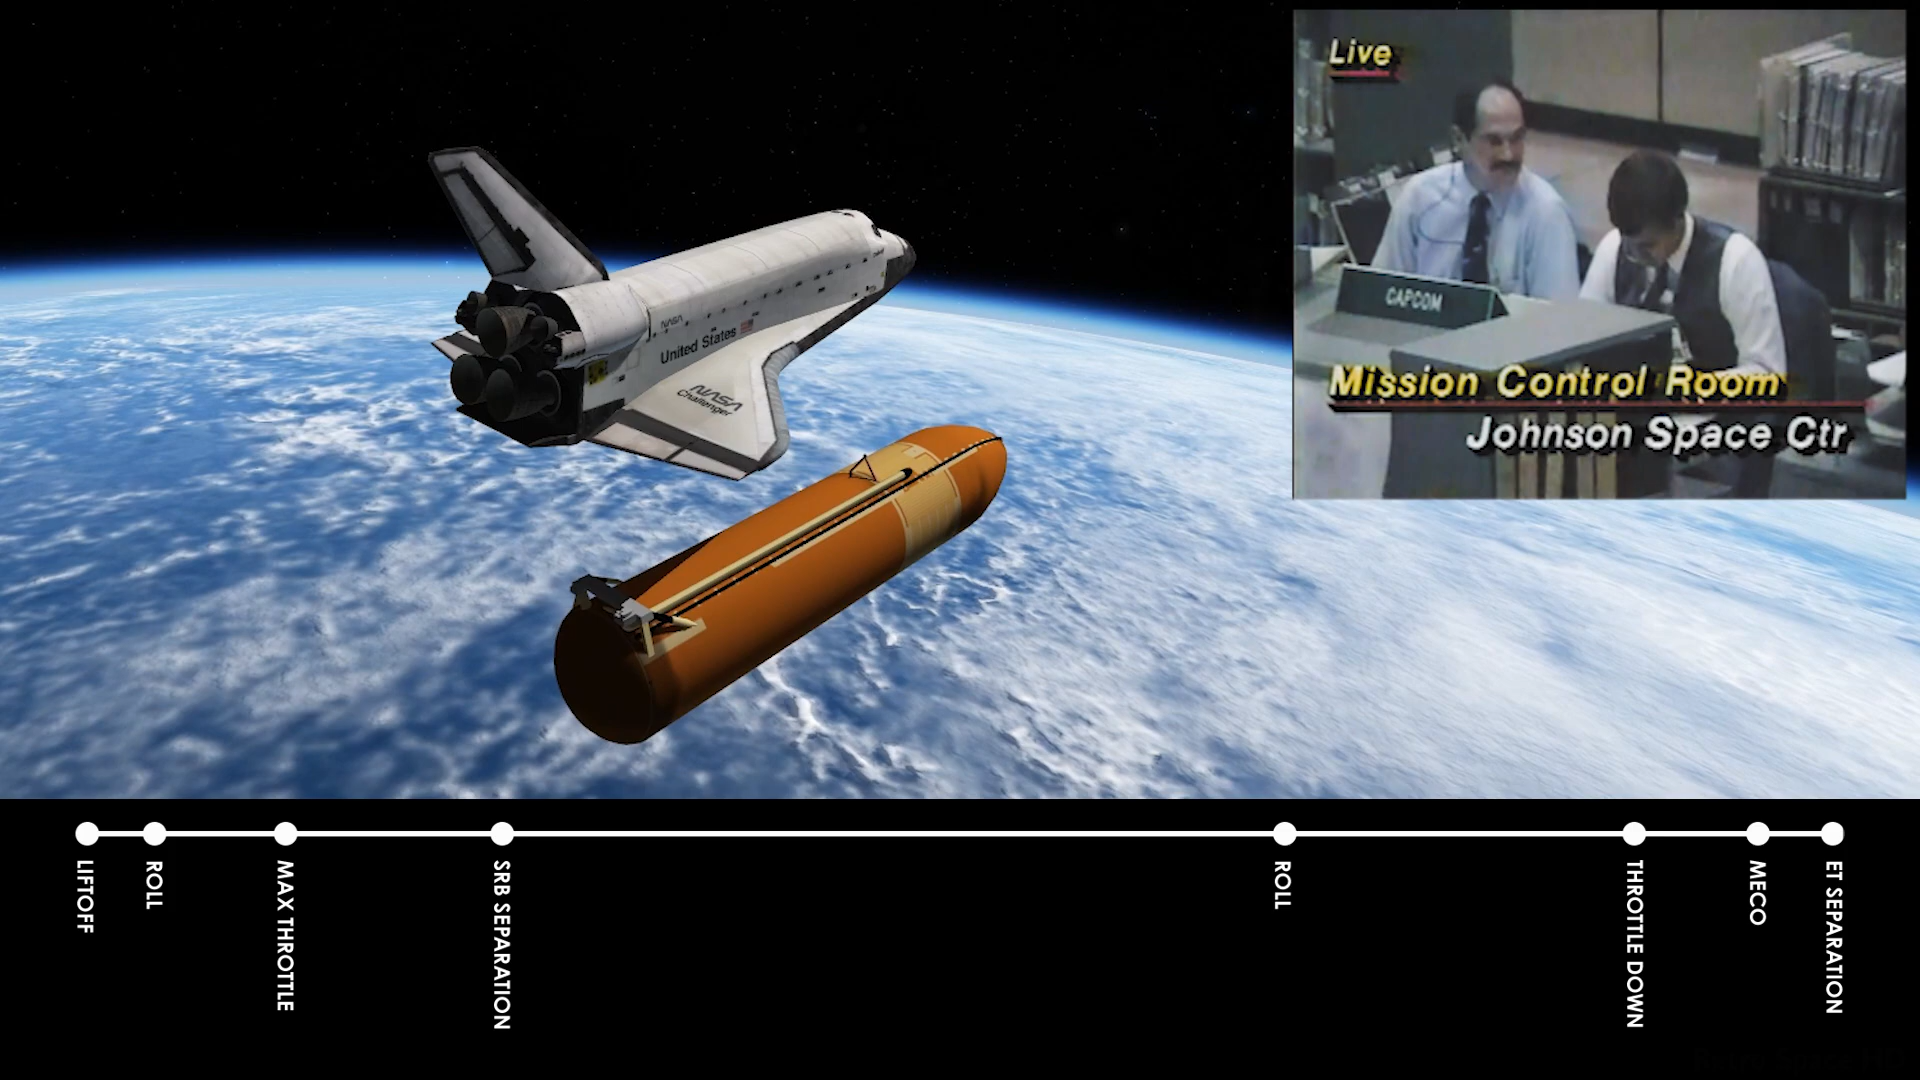 Live
CAPCOM
Mission Control Room
Johnson Space Ctr
NASA
United States
NASA
Challenger
LIFTOFF
ROLL
MAX THROTTLE
SRB SEPARATION
ROLL
THROTTLE DOWN
MECO
ET SEPARATION